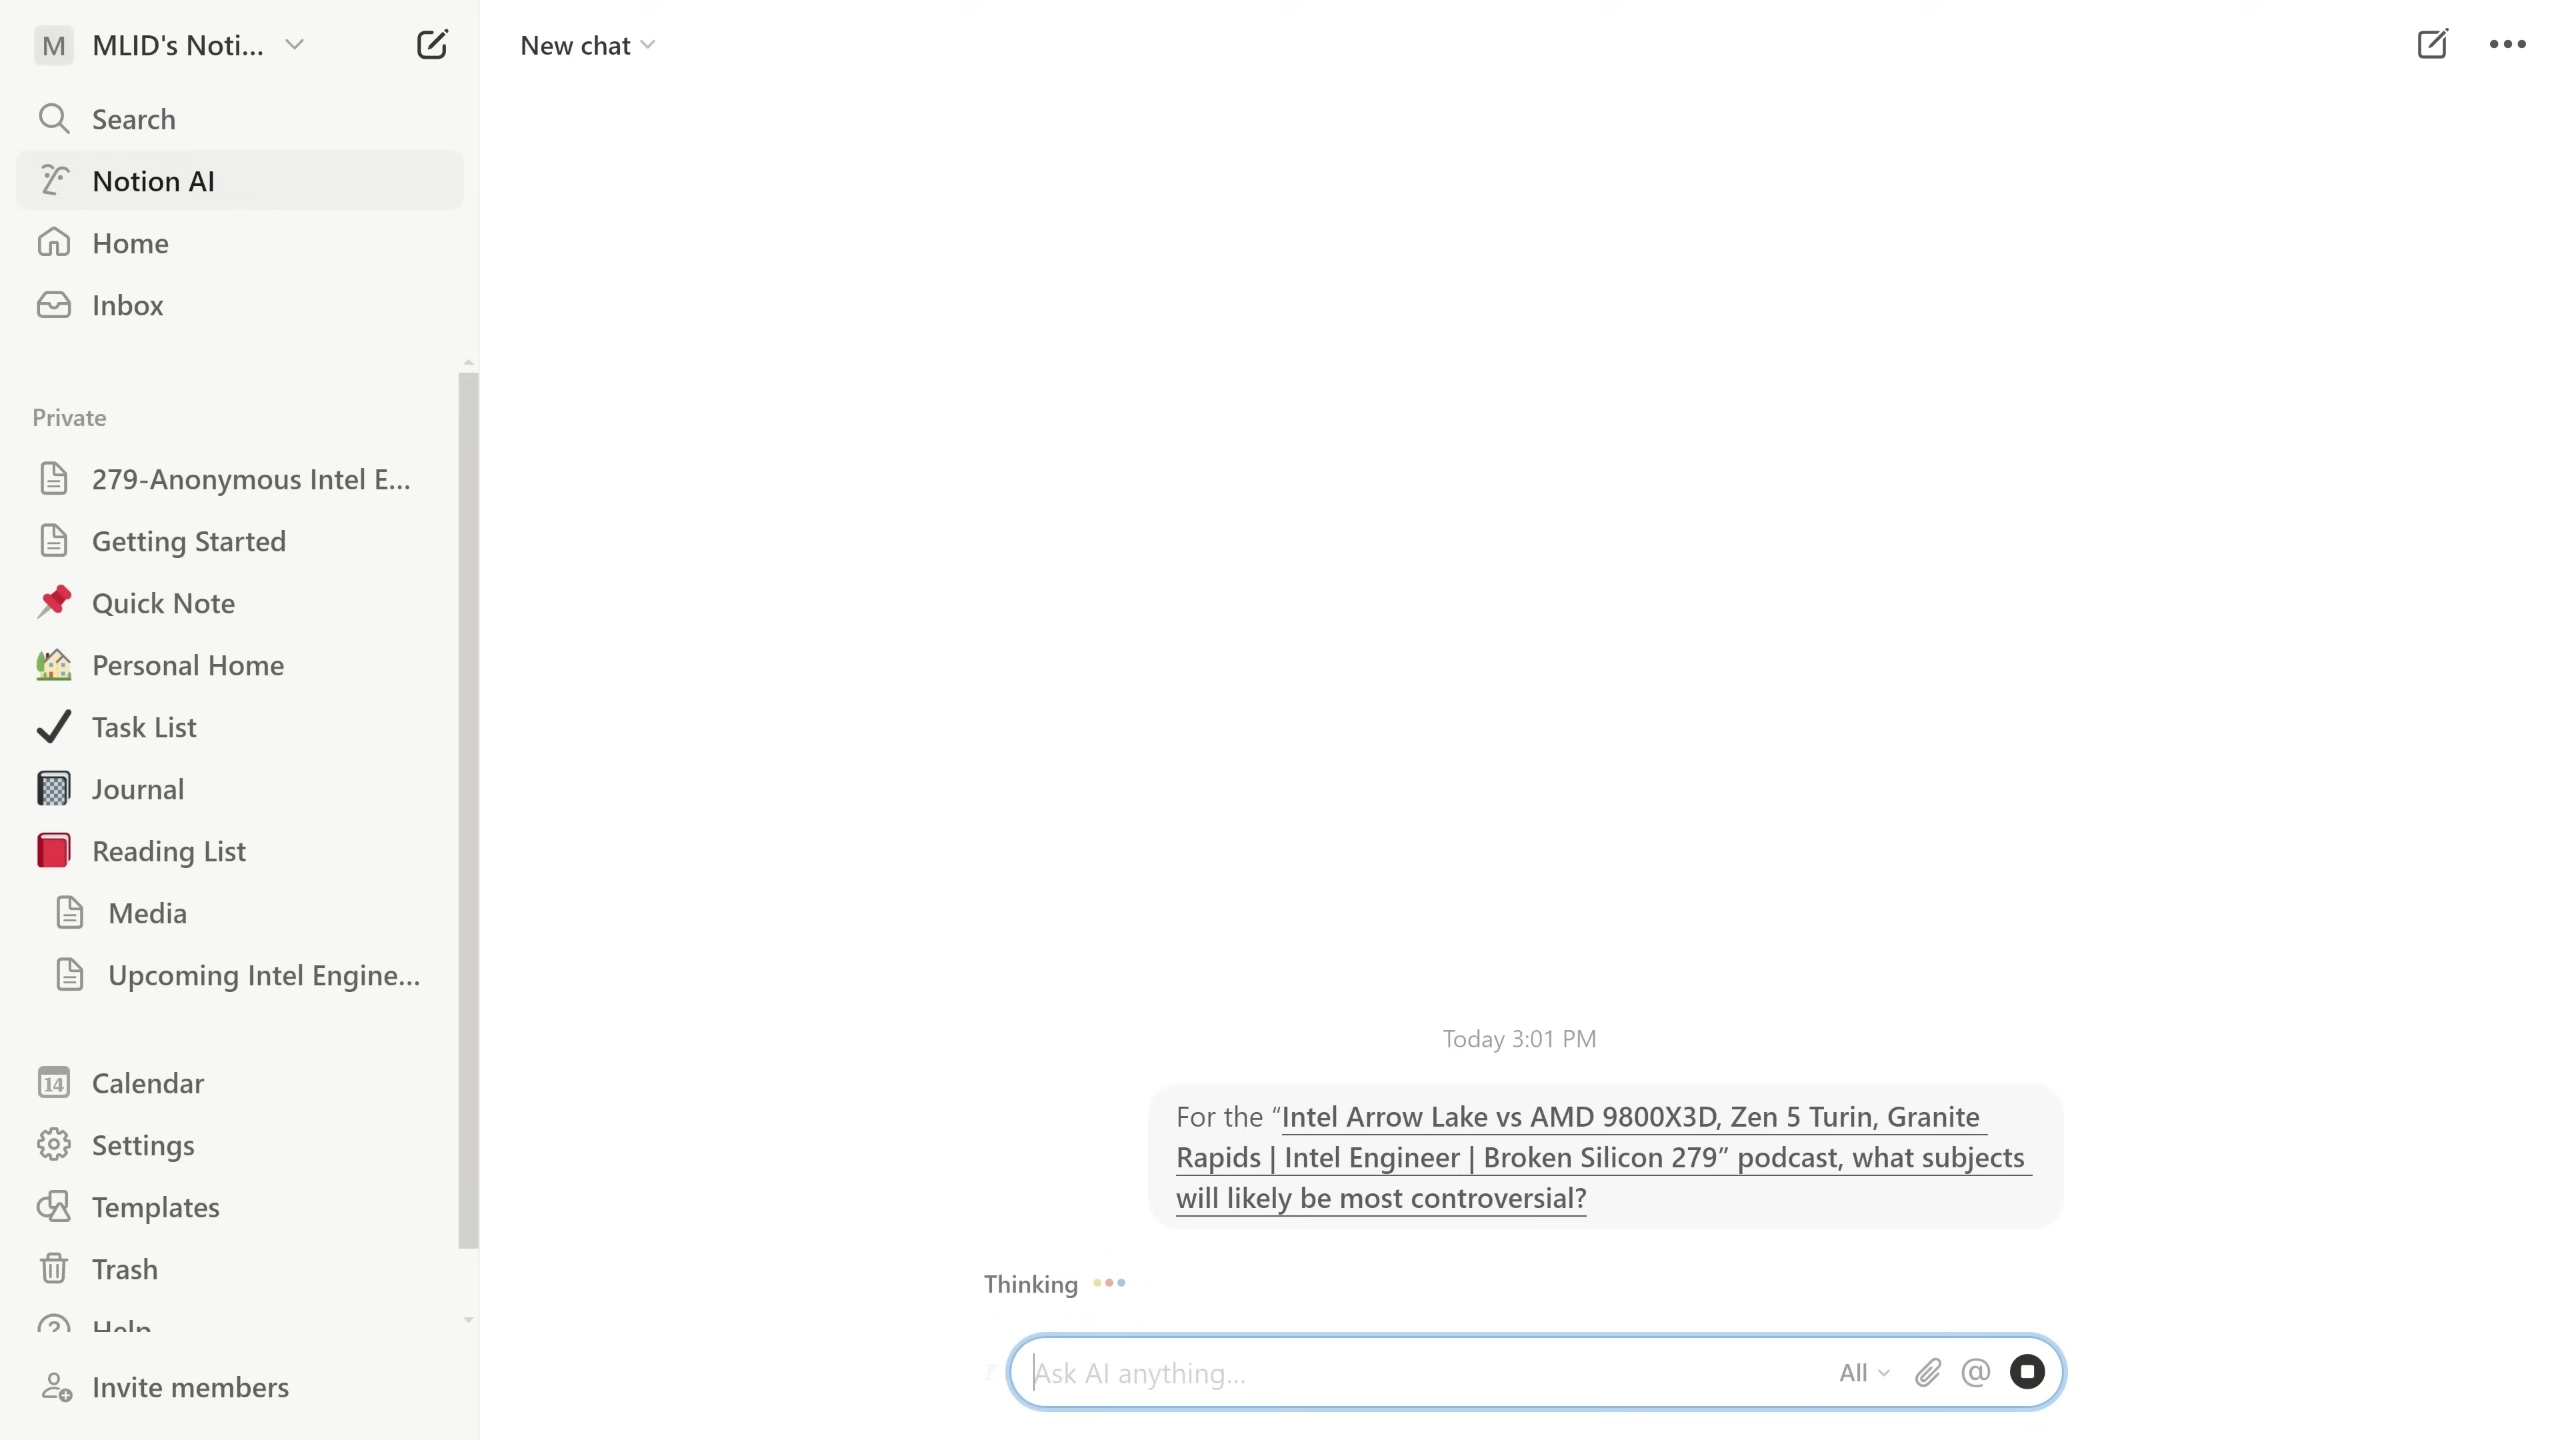 M MLID's Noti...
Search
Notion AI
Home
Inbox
Private
279-Anonymous Intel E...
Getting Started
Quick Note
Personal Home
Task List
Journal
Reading List
Media
Upcoming Intel Engine...
14 Calendar
Settings
Templates
Trash
Help
Invite members
New chat
Today 3:01 PM
For the “Intel Arrow Lake vs AMD 9800X3D, Zen 5 Turin, Granite
Rapids | Intel Engineer | Broken Silicon 279” podcast, what subjects
will likely be most controversial?
Thinking
Ask AI anything...
All